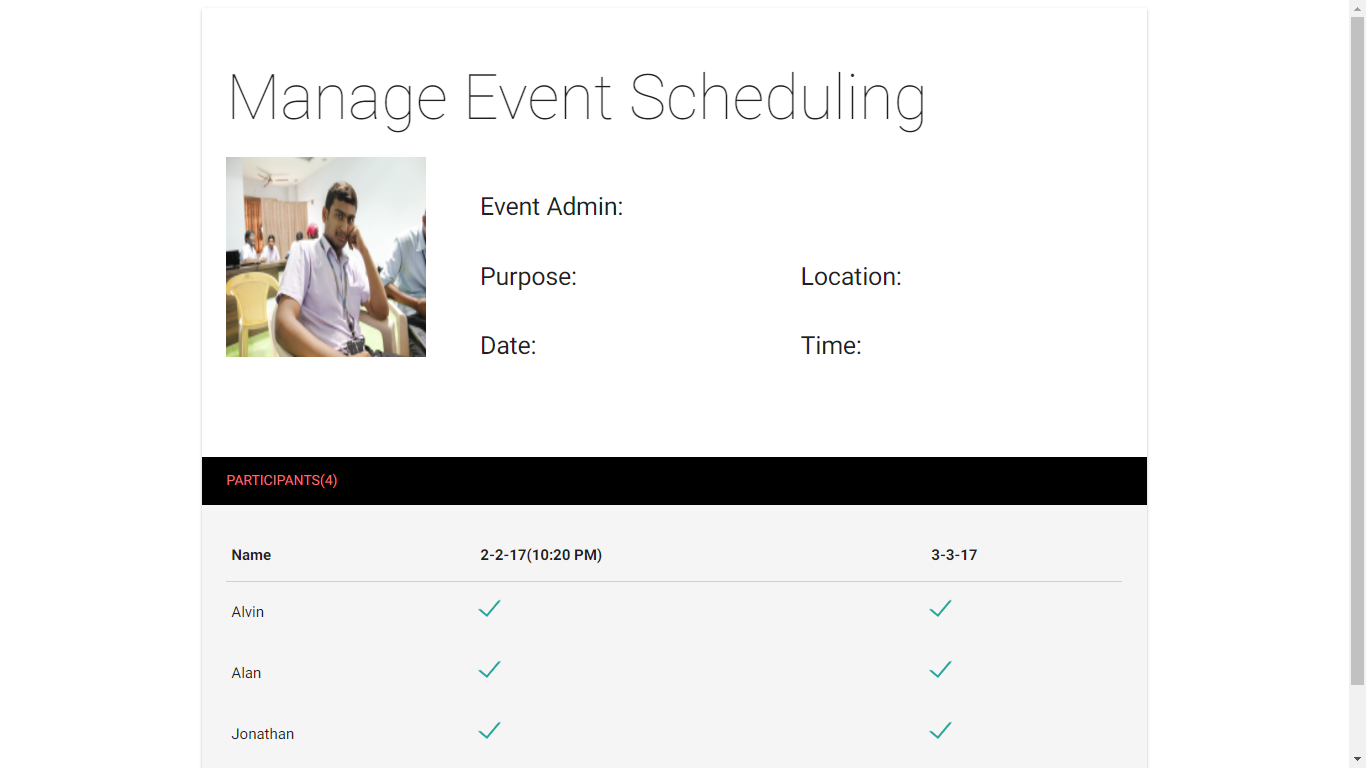 Manage Event Scheduling
Event Admin:
Purpose: Location:
Date: Time:
PARTICIPANTS(4)
Name 2-2-17(10:20 PM) 3-3-17
Alvin
Alan
Jonathan